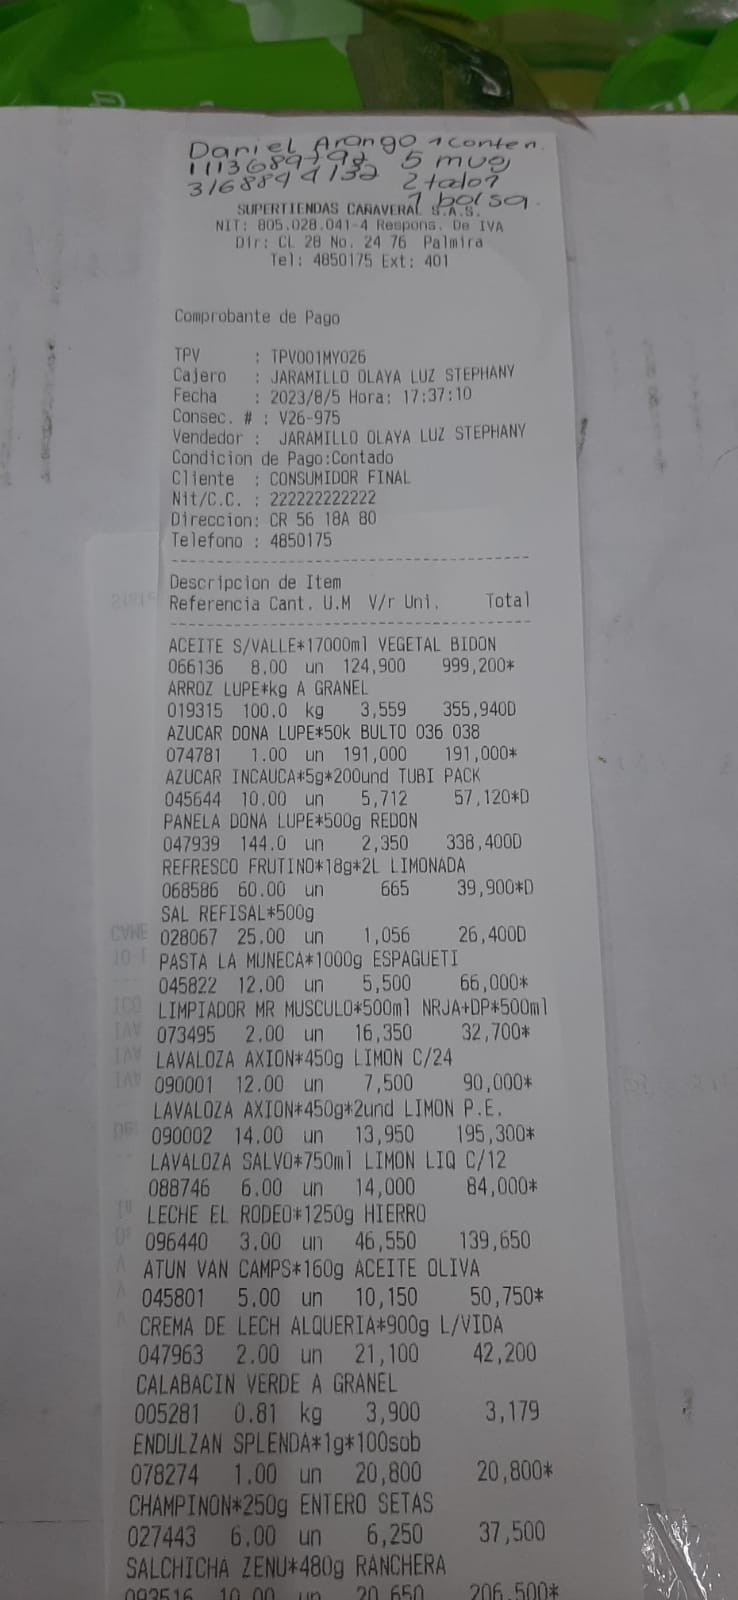 Daniel Arango 1 conten.
5 mug
2 talo1
1 bolsa.
SUPERTIENDAS CAÑAVERAL S.A.S.
NIT: 805.028.041-4 Respons. De IVA
Dir: CL 28 No. 24 76 Palmira
Tel: 4850175 Ext: 401
Comprobante de Pago
TPV : TPV001MY026
Cajero : JARAMILLO OLAYA LUZ STEPHANY
Fecha : 2023/8/5 Hora: 17:37:10
Consec. # : V26-975
Vendedor : JARAMILLO OLAYA LUZ STEPHANY
Condicion de Pago:Contado
Cliente : CONSUMIDOR FINAL
Nit/C.C. : 222222222222
Direccion: CR 56 18A 80
Telefono : 4850175
Descripcion de Item
Referencia Cant. U.M V/r Uni. Total
ACEITE S/VALLE*17000ml VEGETAL BIDON
066136 8.00 un 124,900 999,200*
ARROZ LUPE*kg A GRANEL
019315 100.0 kg 3,559 355,940D
AZUCAR DONA LUPE*50k BULTO 036 038
074781 1.00 un 191,000 191,000*
AZUCAR INCAUCA*5g*200und TUBI PACK
045644 10.00 un 5,712 57,120*D
PANELA DONA LUPE*500g REDON
047939 144.0 un 2,350 338,400D
REFRESCO FRUTINO*18g*2L LIMONADA
068586 60.00 un 665 39,900*D
SAL REFISAL*500g
028067 25.00 un 1,056 26,400D
PASTA LA MUNECA*1000g ESPAGUETI
045822 12.00 un 5,500 66,000*
LIMPIADOR MR MUSCULO*500ml NRJA+DP*500ml
073495 2.00 un 16,350 32,700*
LAVALOZA AXION*450g LIMON C/24
090001 12.00 un 7,500 90,000*
LAVALOZA AXION*450g*2und LIMON P.E.
090002 14.00 un 13,950 195,300*
LAVALOZA SALVO*750ml LIMON LIQ C/12
088746 6.00 un 14,000 84,000*
LECHE EL RODEO*1250g HIERRO
096440 3.00 un 46,550 139,650
ATUN VAN CAMPS*160g ACEITE OLIVA
045801 5.00 un 10,150 50,750*
CREMA DE LECH ALQUERIA*900g L/VIDA
047963 2.00 un 21,100 42,200
CALABACIN VERDE A GRANEL
005281 0.81 kg 3,900 3,179
ENDULZAN SPLENDA*1g*100sob
078274 1.00 un 20,800 20,800*
CHAMPINON*250g ENTERO SETAS
027443 6.00 un 6,250 37,500
SALCHICHA ZENU*480g RANCHERA
093516 10.00 un 20,650 206,500*